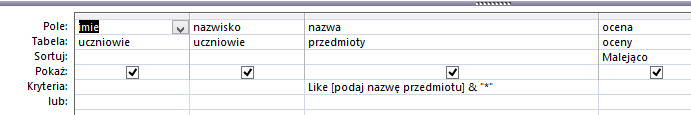 Pole: imie nazwisko nazwa ocena
Tabela: uczniowie uczniowie przedmioty oceny
Sortuj: Malejąco
Pokaż:
Kryteria: Like [podaj nazwę przedmiotu] & "*"
lub: